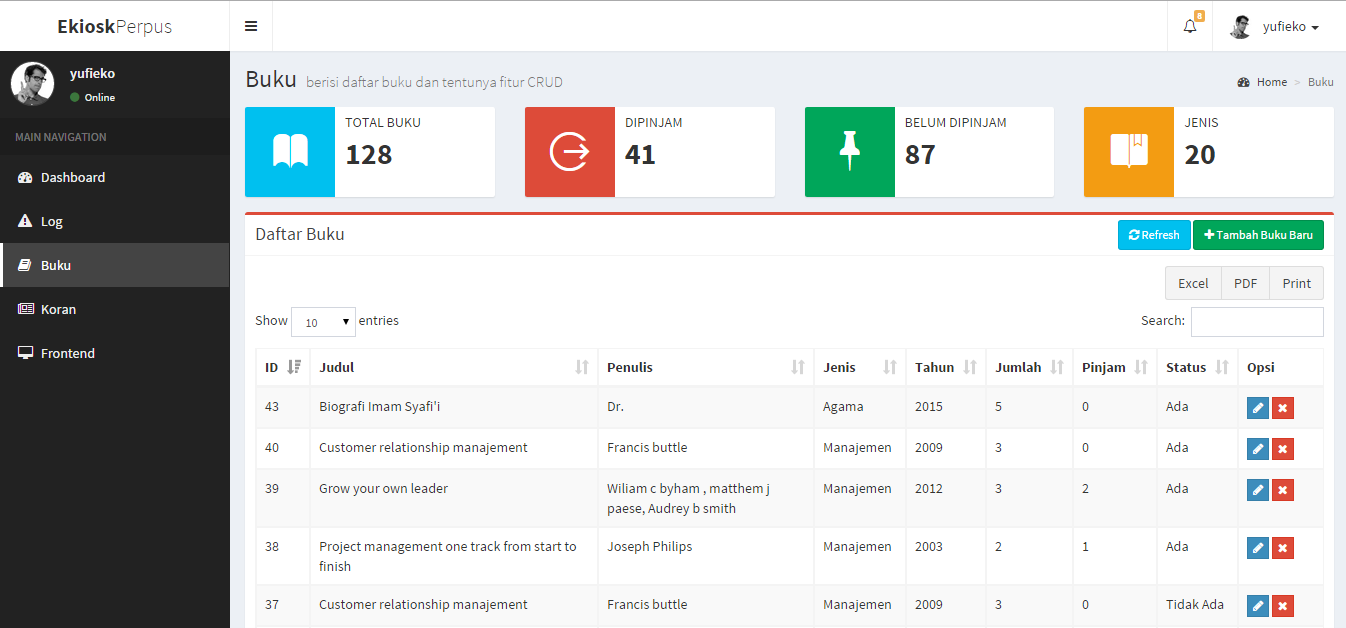 EkioskPerpus
8
yufieko
yufieko
Online
MAIN NAVIGATION
Dashboard
Log
Buku
Koran
Frontend
Buku berisi daftar buku dan tentunya fitur CRUD
Home > Buku
TOTAL BUKU
128
DIPINJAM
41
BELUM DIPINJAM
87
JENIS
20
Daftar Buku
Refresh
Tambah Buku Baru
Excel PDF Print
Show 10 entries
Search:
ID Judul Penulis Jenis Tahun Jumlah Pinjam Status Opsi
43 Biografi Imam Syafi'i Dr. Agama 2015 5 0 Ada
40 Customer relationship manajement Francis buttle Manajemen 2009 3 0 Ada
39 Grow your own leader Wiliam c byham , matthem j Manajemen 2012 3 2 Ada
paese, Audrey b smith
38 Project management one track from start to Joseph Philips Manajemen 2003 2 1 Ada
finish
37 Customer relationship manajement Francis buttle Manajemen 2009 3 0 Tidak Ada